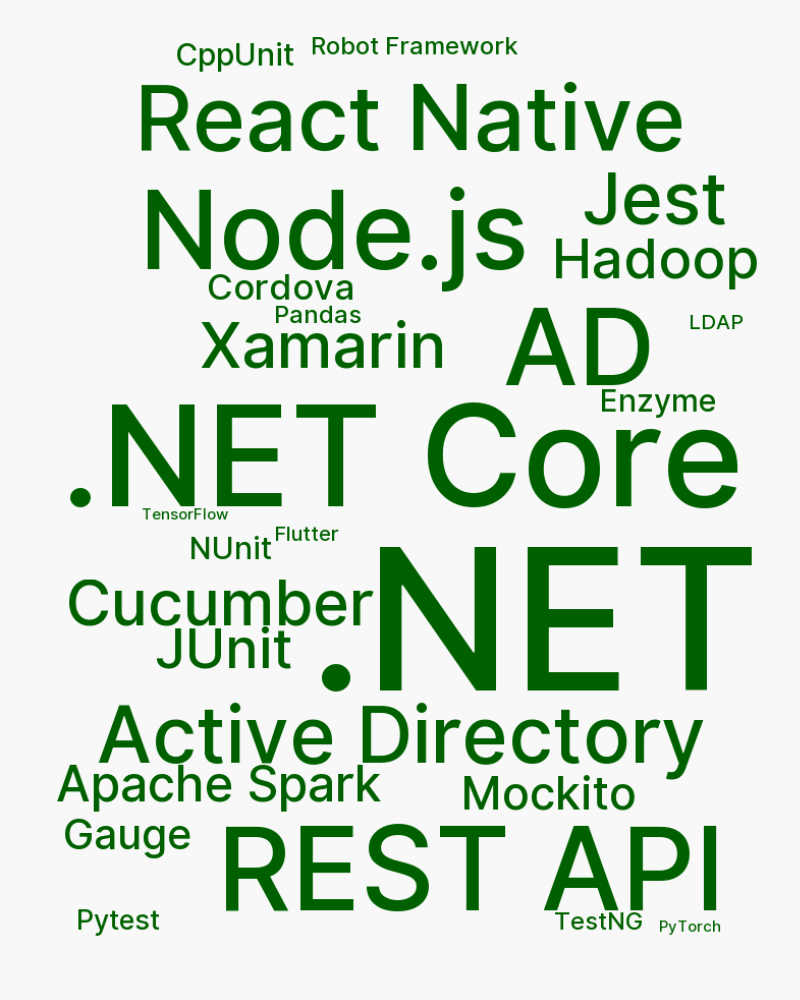 CppUnit
Robot Framework
React Native
Jest
Node.js
Hadoop
Cordova
Pandas
LDAP
Xamarin
AD
Enzyme
.NET Core
TensorFlow
Flutter
NUnit
Cucumber
.NET
JUnit
Active Directory
Apache Spark
Mockito
Gauge
REST API
Pytest
TestNG
PyTorch